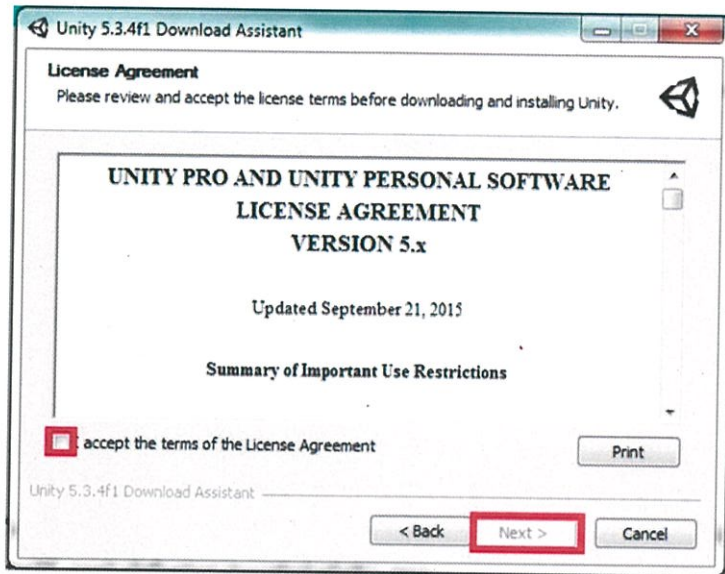 Unity 5.3.4f1 Download Assistant
License Agreement
Please review and accept the license terms before downloading and installing Unity.
UNITY PRO AND UNITY PERSONAL SOFTWARE
LICENSE AGREEMENT
VERSION 5.x
Updated September 21, 2015
Summary of Important Use Restrictions
accept the terms of the License Agreement
Print
Unity 5.3.4f1 Download Assistant
< Back
Next >
Cancel